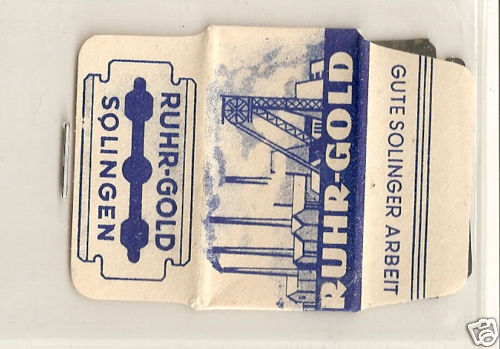 RUHR-GOLD
SOLINGEN
RUHR-GOLD
GUTE SOLINGER ARBEIT